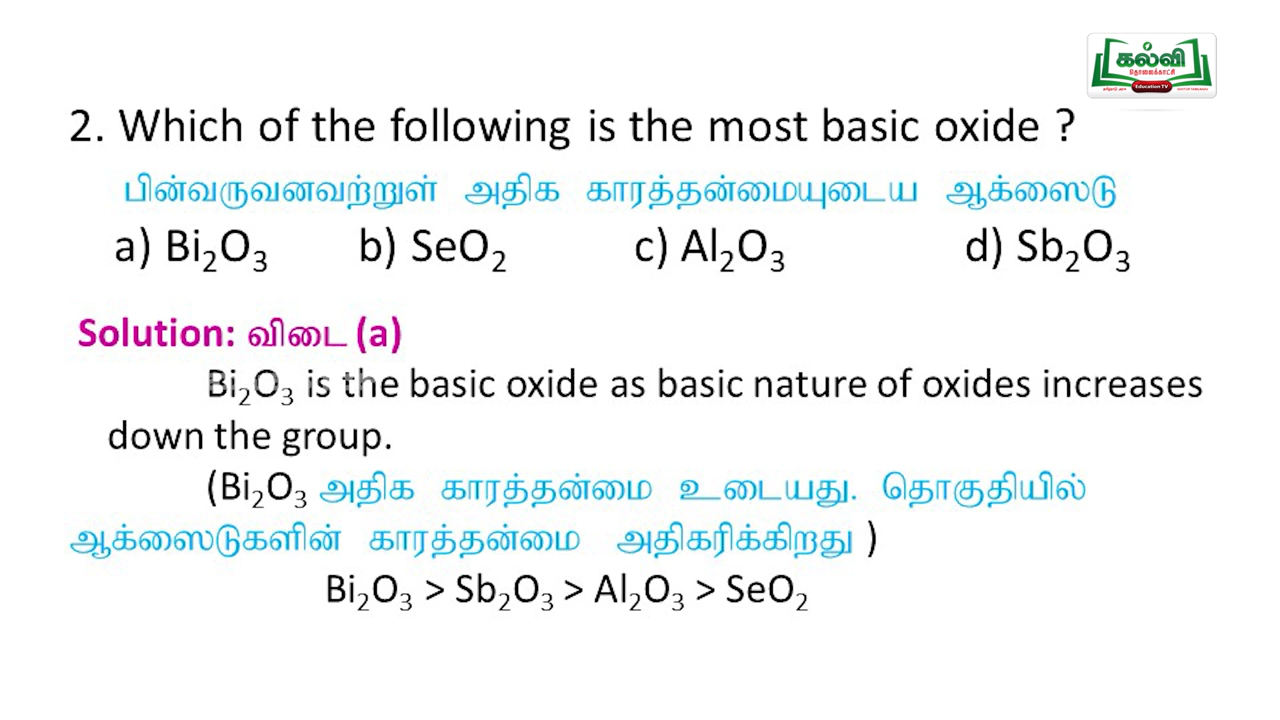 கல்வி
தொலைக்காட்சி
Education TV
2. Which of the following is the most basic oxide ?
பின்வருவனவற்றுள் அதிக காரத்தன்மையுடைய ஆக்ஸைடு
a) Bi₂O₃ b) SeO₂ c) Al₂O₃ d) Sb₂O₃
Solution: விடை (a)
Bi₂O₃ is the basic oxide as basic nature of oxides increases
down the group.
(Bi₂O₃ அதிக காரத்தன்மை உடையது. தொகுதியில்
ஆக்ஸைடுகளின் காரத்தன்மை அதிகரிக்கிறது )
Bi₂O₃ > Sb₂O₃ > Al₂O₃ > SeO₂